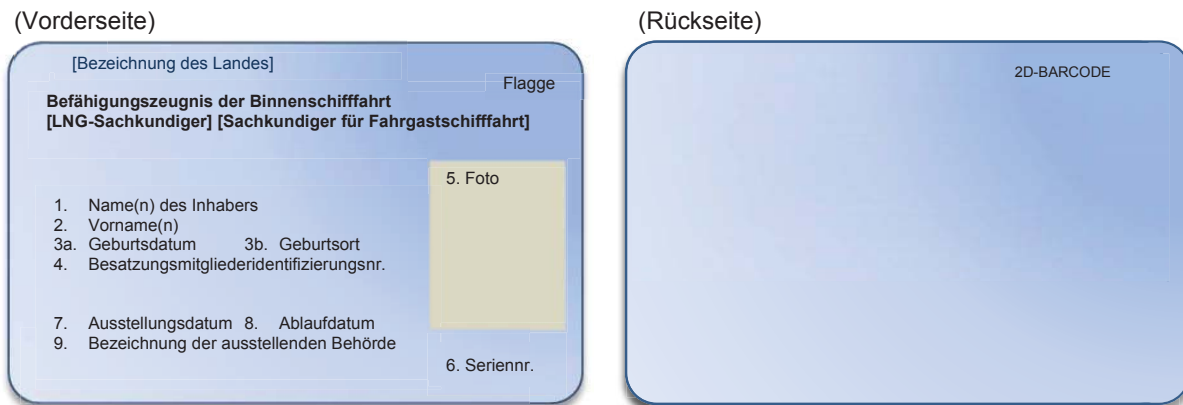 (Vorderseite)
[Bezeichnung des Landes]
Flagge
Befähigungszeugnis der Binnenschifffahrt
[LNG-Sachkundiger] [Sachkundiger für Fahrgastschifffahrt]
5. Foto
1. Name(n) des Inhabers
2. Vorname(n)
3a. Geburtsdatum 3b. Geburtsort
4. Besatzungsmitgliederidentifizierungsnr.
7. Ausstellungsdatum 8. Ablaufdatum
9. Bezeichnung der ausstellenden Behörde
6. Seriennr.
(Rückseite)
2D-BARCODE